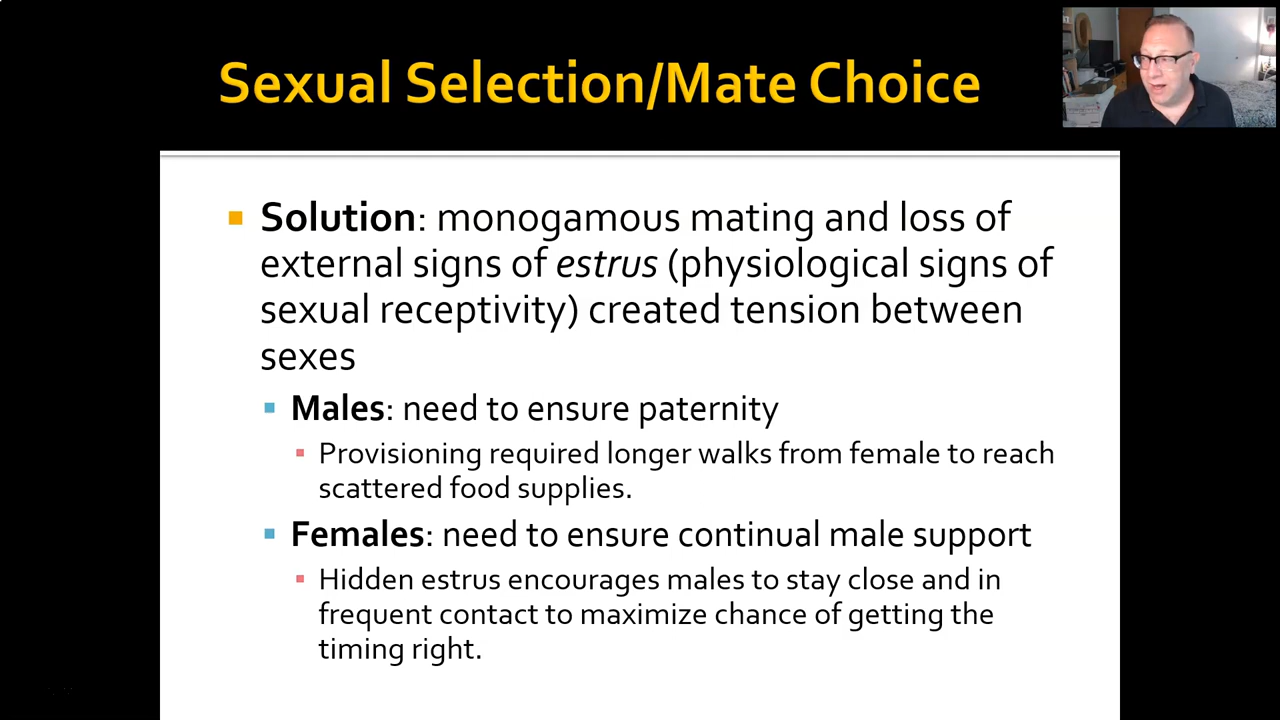 Sexual Selection/Mate Choice
Solution: monogamous mating and loss of
external signs of estrus (physiological signs of
sexual receptivity) created tension between
sexes
Males: need to ensure paternity
Provisioning required longer walks from female to reach
scattered food supplies.
Females: need to ensure continual male support
Hidden estrus encourages males to stay close and in
frequent contact to maximize chance of getting the
timing right.